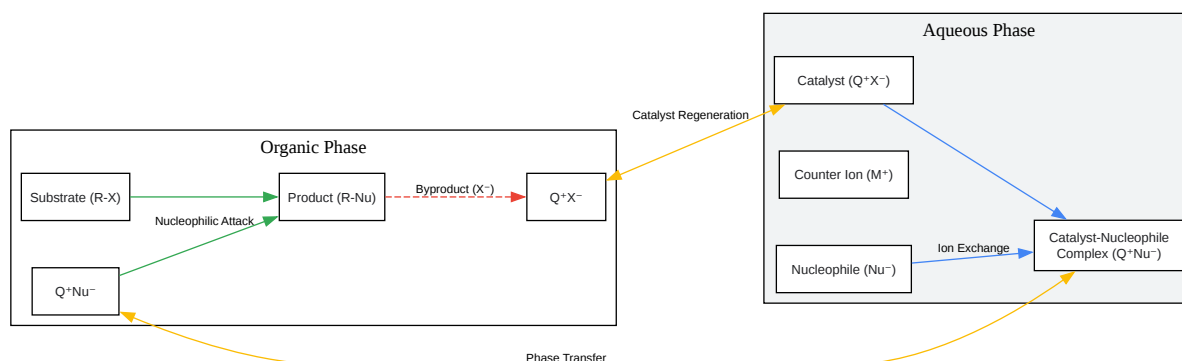 Aqueous Phase
Catalyst (Q⁺X⁻)
Catalyst Regeneration
Organic Phase
Counter Ion (M⁺)
Substrate (R-X)
Product (R-Nu)
Byproduct (X⁻)
Q⁺X⁻
Nucleophilic Attack
Catalyst-Nucleophile
Complex (Q⁺Nu⁻)
Ion Exchange
Nucleophile (Nu⁻)
Q⁺Nu⁻
Phase Transfer